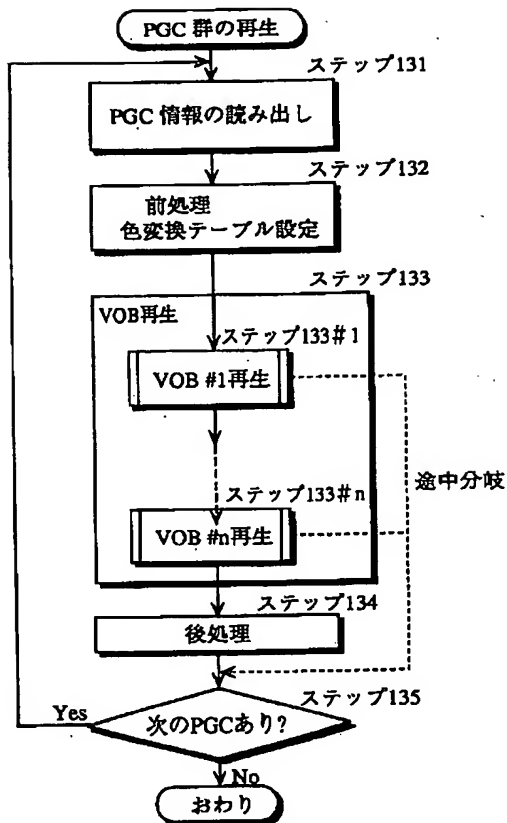 PGC 群の再生
ステップ131
PGC 情報の読み出し
ステップ132
前処理
色変換テーブル設定
ステップ133
VOB再生
ステップ133#1
VOB #1再生
途中分岐
ステップ133#n
VOB #n再生
ステップ134
後処理
ステップ135
Yes
次のPGCあり?
No
おわり